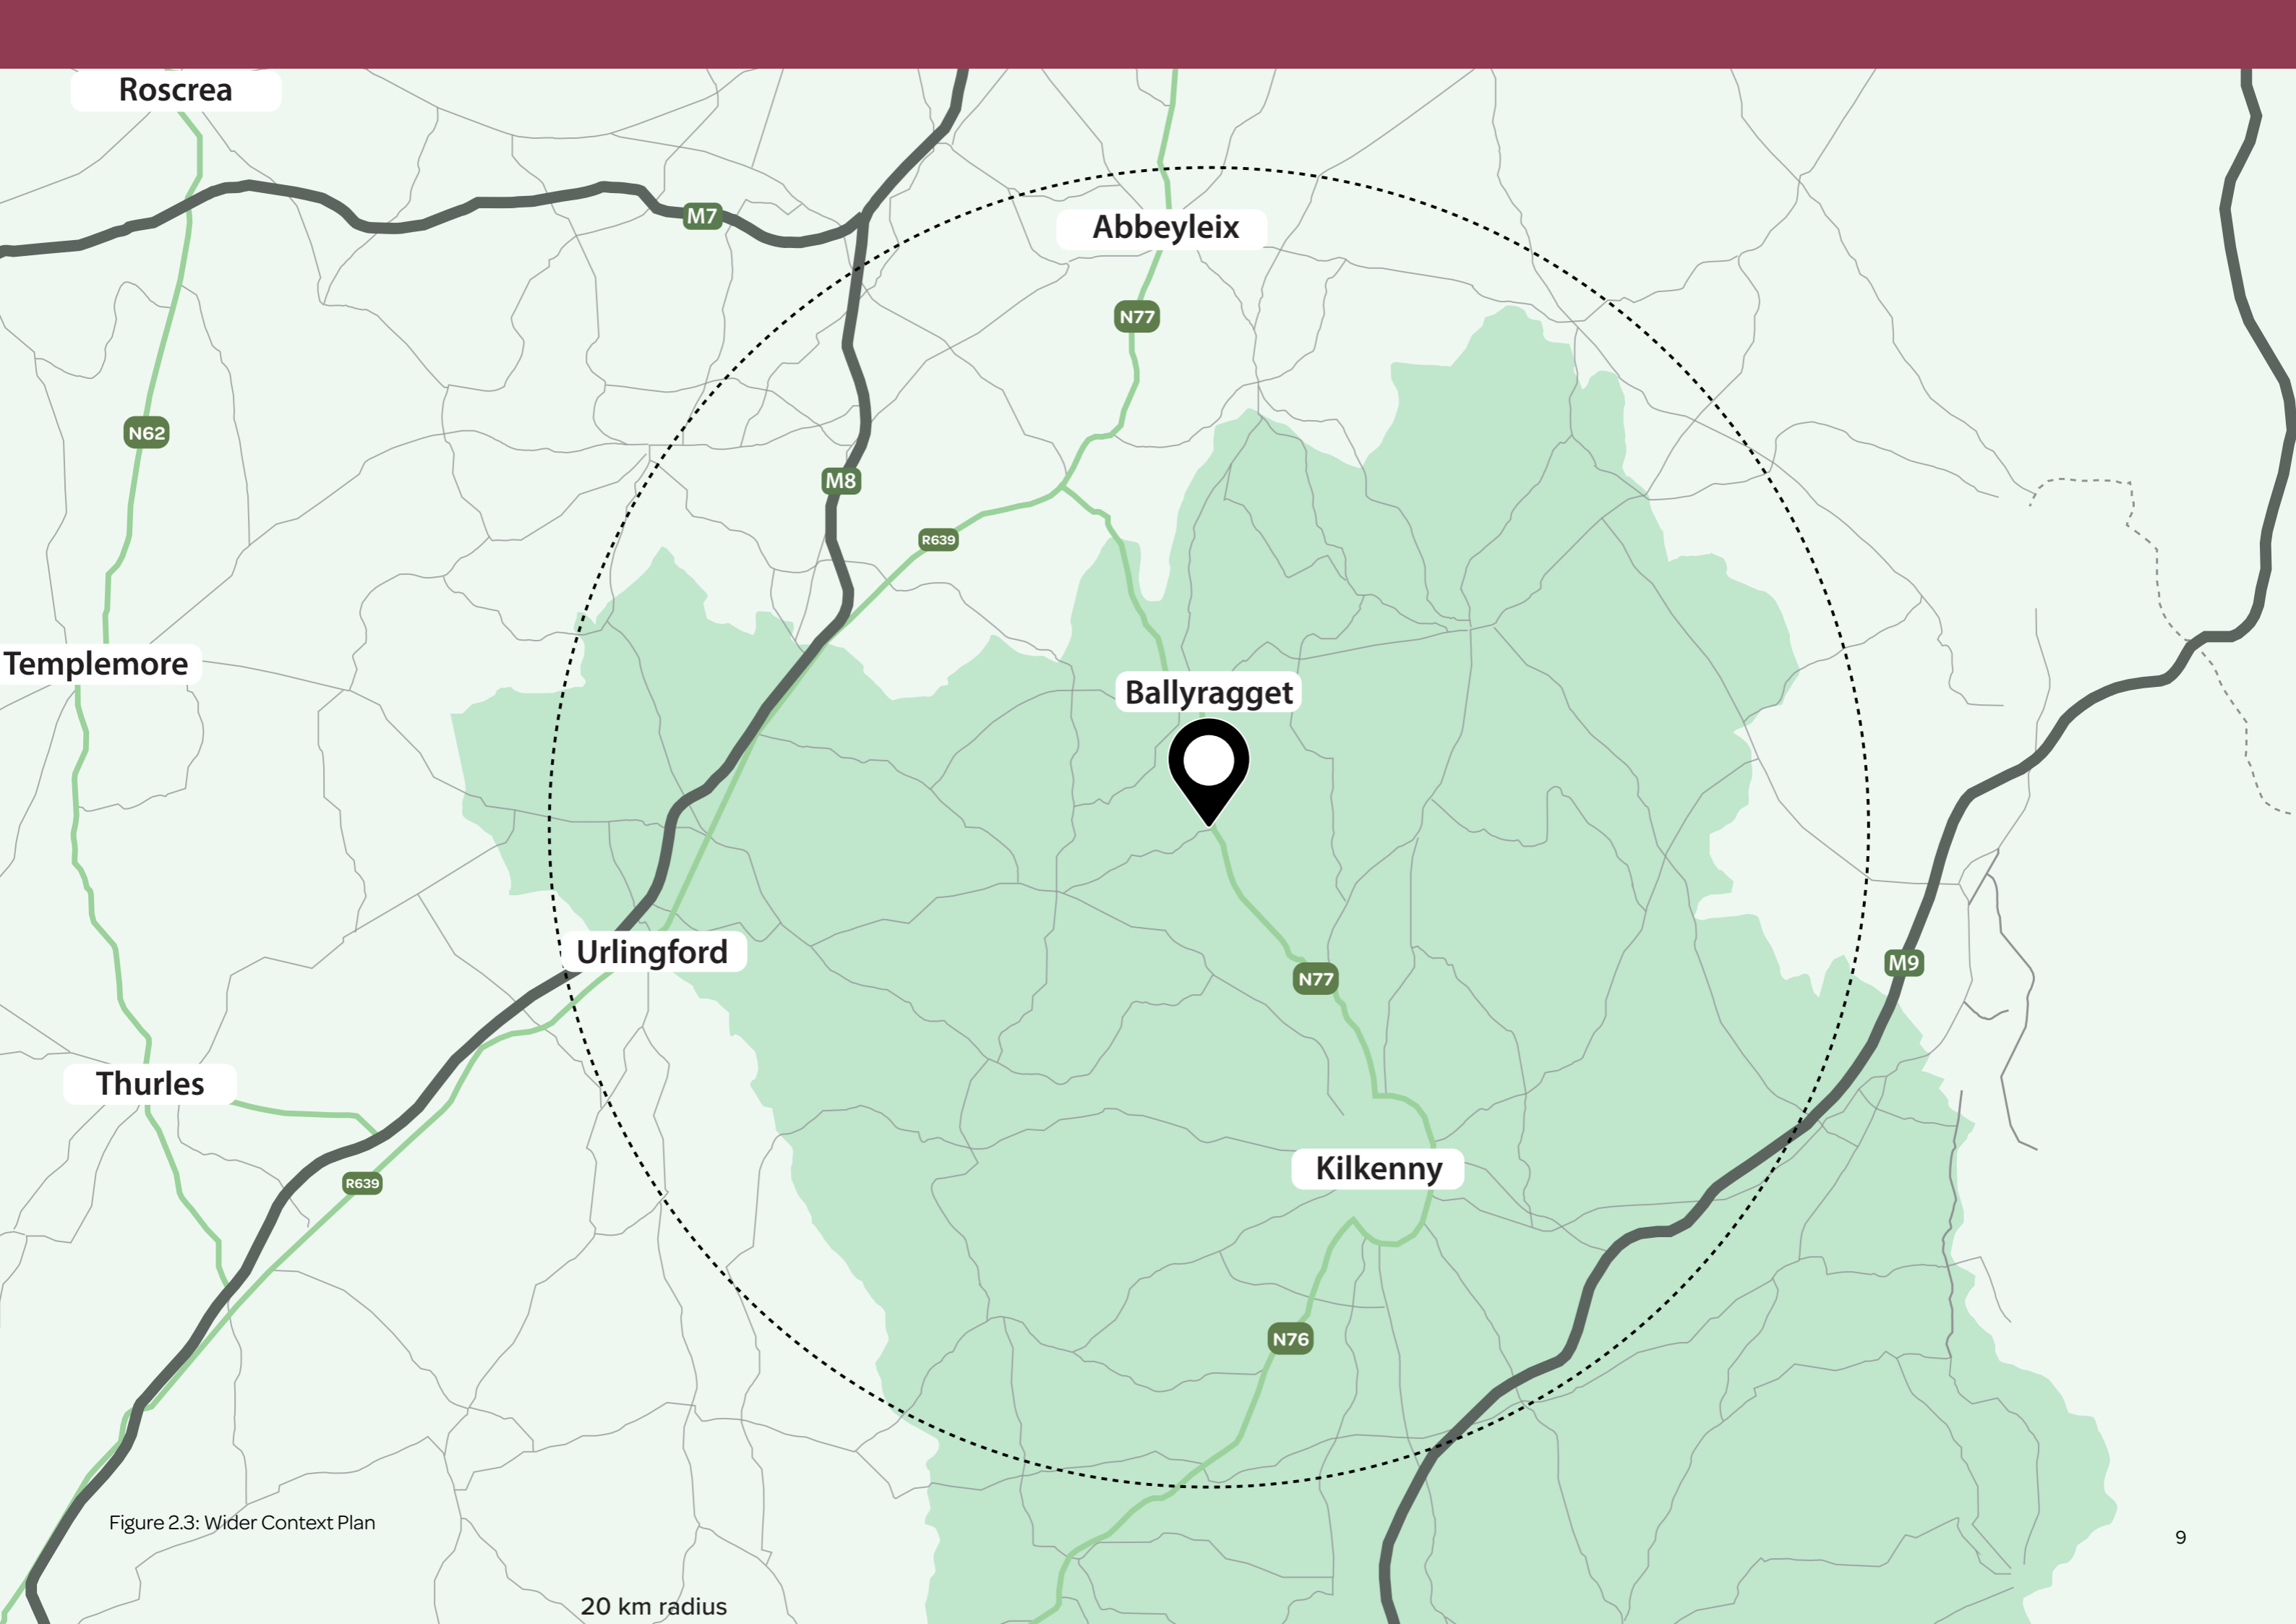 Roscrea
M7
Abbeyleix
N77
N62
M8
R639
Templemore
Ballyragget
Urlingford
M9
N77
Thurles
Kilkenny
R639
N76
Figure 2.3: Wider Context Plan
9
20 km radius